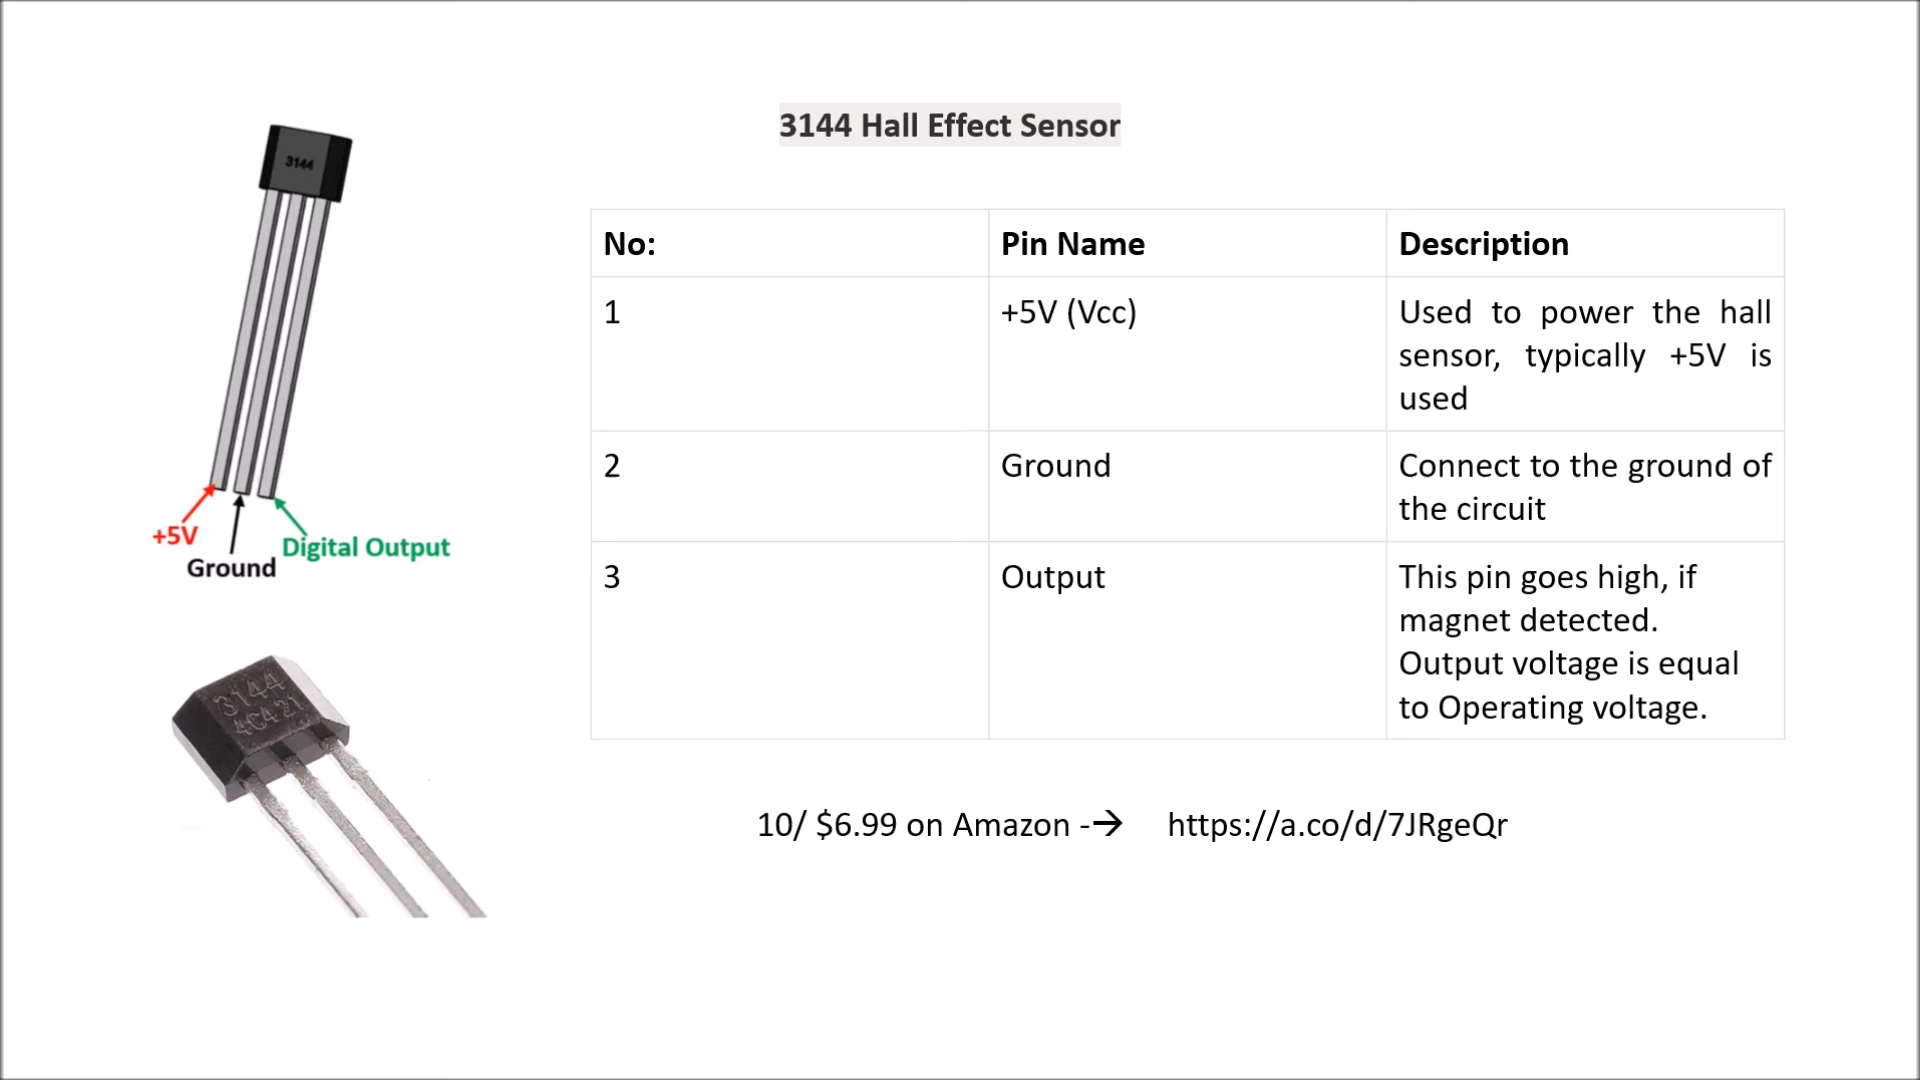 3144 Hall Effect Sensor
3144
+5V
Ground
Digital Output
3144
4C421
No:
Pin Name
Description
1
+5V (Vcc)
Used to power the hall
sensor, typically +5V is
used
2
Ground
Connect to the ground of
the circuit
3
Output
This pin goes high, if
magnet detected.
Output voltage is equal
to Operating voltage.
10/ $6.99 on Amazon -→ https://a.co/d/7JRgeQr